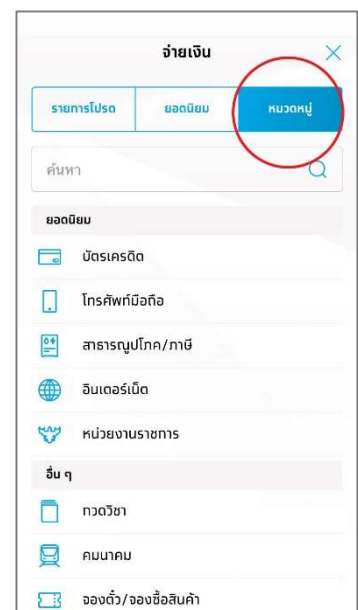 จ่ายเงิน
รายการโปรด ยอดนิยม หมวดหมู่
ค้นหา
ยอดนิยม
บัตรเครดิต
โทรศัพท์มือถือ
สาธารณูปโภค/ภาษี
อินเตอร์เน็ต
หน่วยงานราชการ
อื่น ๆ
กวดวิชา
คมนาคม
จองตั๋ว/จองซื้อสินค้า